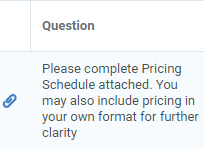 Question
Please complete Pricing
Schedule attached. You
may also include pricing in
your own format for further
clarity